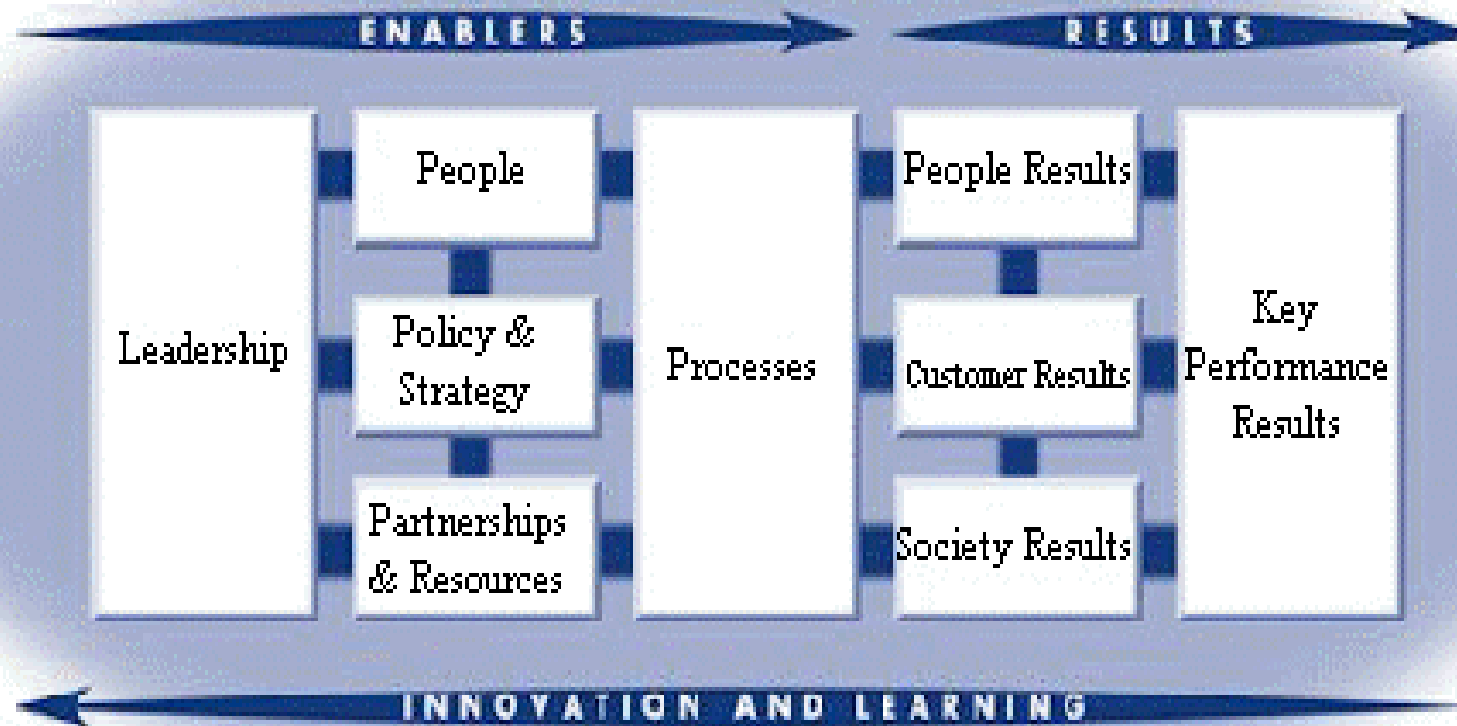 ENABLERS
RESULTS
Leadership
People
Policy &
Strategy
Partnerships
& Resources
Processes
People Results
Customer Results
Society Results
Key
Performance
Results
INNOVATION AND LEARNING